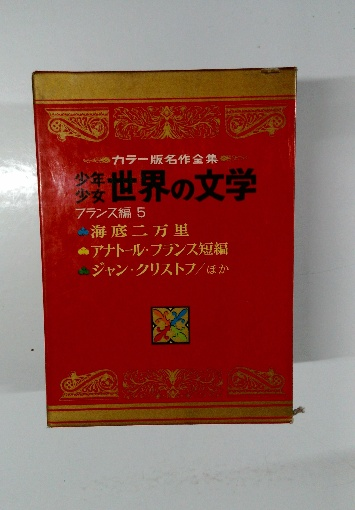 カラー版名作全集
少年少女 世界の文学
フランス編 5
海底二万里
アナトール・フランス短編
ジャン・クリストフ/ほか